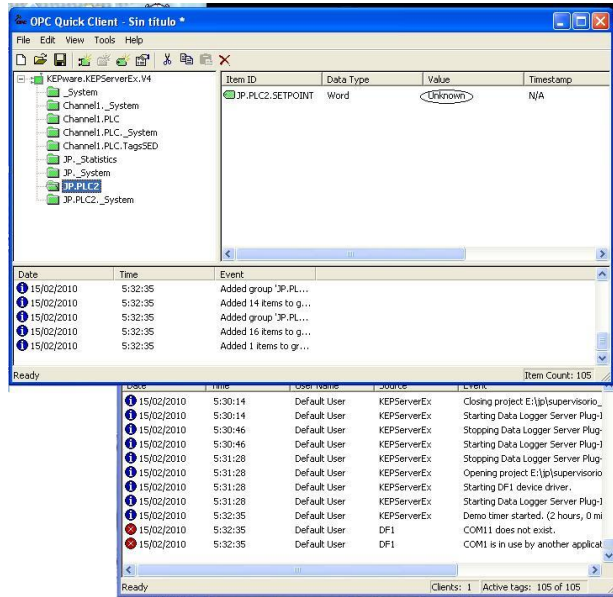 OPC Quick Client - Sin título *
File Edit View Tools Help
KEPware.KEPServerEx.V4
_System
Channel1._System
Channel1.PLC
Channel1.PLC._System
Channel1.PLC.TagsSED
JP._Statistics
JP._System
JP.PLC2
JP.PLC2._System
Item ID Data Type Value Timestamp
JP.PLC2.SETPOINT Word Unknown N/A
Date Time Event
15/02/2010 5:32:35 Added group 'JP.PL...
15/02/2010 5:32:35 Added 14 items to g...
15/02/2010 5:32:35 Added group 'JP.PL...
15/02/2010 5:32:35 Added 16 items to g...
15/02/2010 5:32:35 Added 1 items to gr...
Ready Item Count: 105
Date Time User Name Source Event
15/02/2010 5:30:14 Default User KEPServerEx Closing project E:\jp\supervisorio_
15/02/2010 5:30:14 Default User KEPServerEx Starting Data Logger Server Plug-I
15/02/2010 5:30:46 Default User KEPServerEx Stopping Data Logger Server Plug-
15/02/2010 5:30:46 Default User KEPServerEx Starting Data Logger Server Plug-I
15/02/2010 5:31:28 Default User KEPServerEx Stopping Data Logger Server Plug-
15/02/2010 5:31:28 Default User KEPServerEx Opening project E:\jp\supervisorio
15/02/2010 5:31:28 Default User KEPServerEx Starting DF1 device driver.
15/02/2010 5:31:28 Default User KEPServerEx Starting Data Logger Server Plug-I
15/02/2010 5:32:35 Default User KEPServerEx Demo timer started. (2 hours, 0 mi
15/02/2010 5:32:35 Default User DF1 COM11 does not exist.
15/02/2010 5:32:35 Default User DF1 COM1 is in use by another applicat
Ready Clients: 1 Active tags: 105 of 105